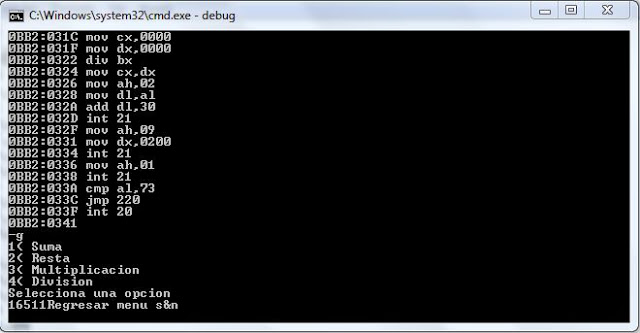 C:\Windows\system32\cmd.exe - debug
0BB2:031C mov cx,0000
0BB2:031F mov dx,0000
0BB2:0322 div bx
0BB2:0324 mov cx,dx
0BB2:0326 mov ah,02
0BB2:0328 mov dl,al
0BB2:032A add dl,30
0BB2:032D int 21
0BB2:032F mov ah,09
0BB2:0331 mov dx,0200
0BB2:0334 int 21
0BB2:0336 mov ah,01
0BB2:0338 int 21
0BB2:033A cmp al,73
0BB2:033C jmp 220
0BB2:033F int 20
0BB2:0341
-g
1< Suma
2< Resta
3< Multiplicacion
4< Division
Selecciona una opcion
16511Regresar menu s&n